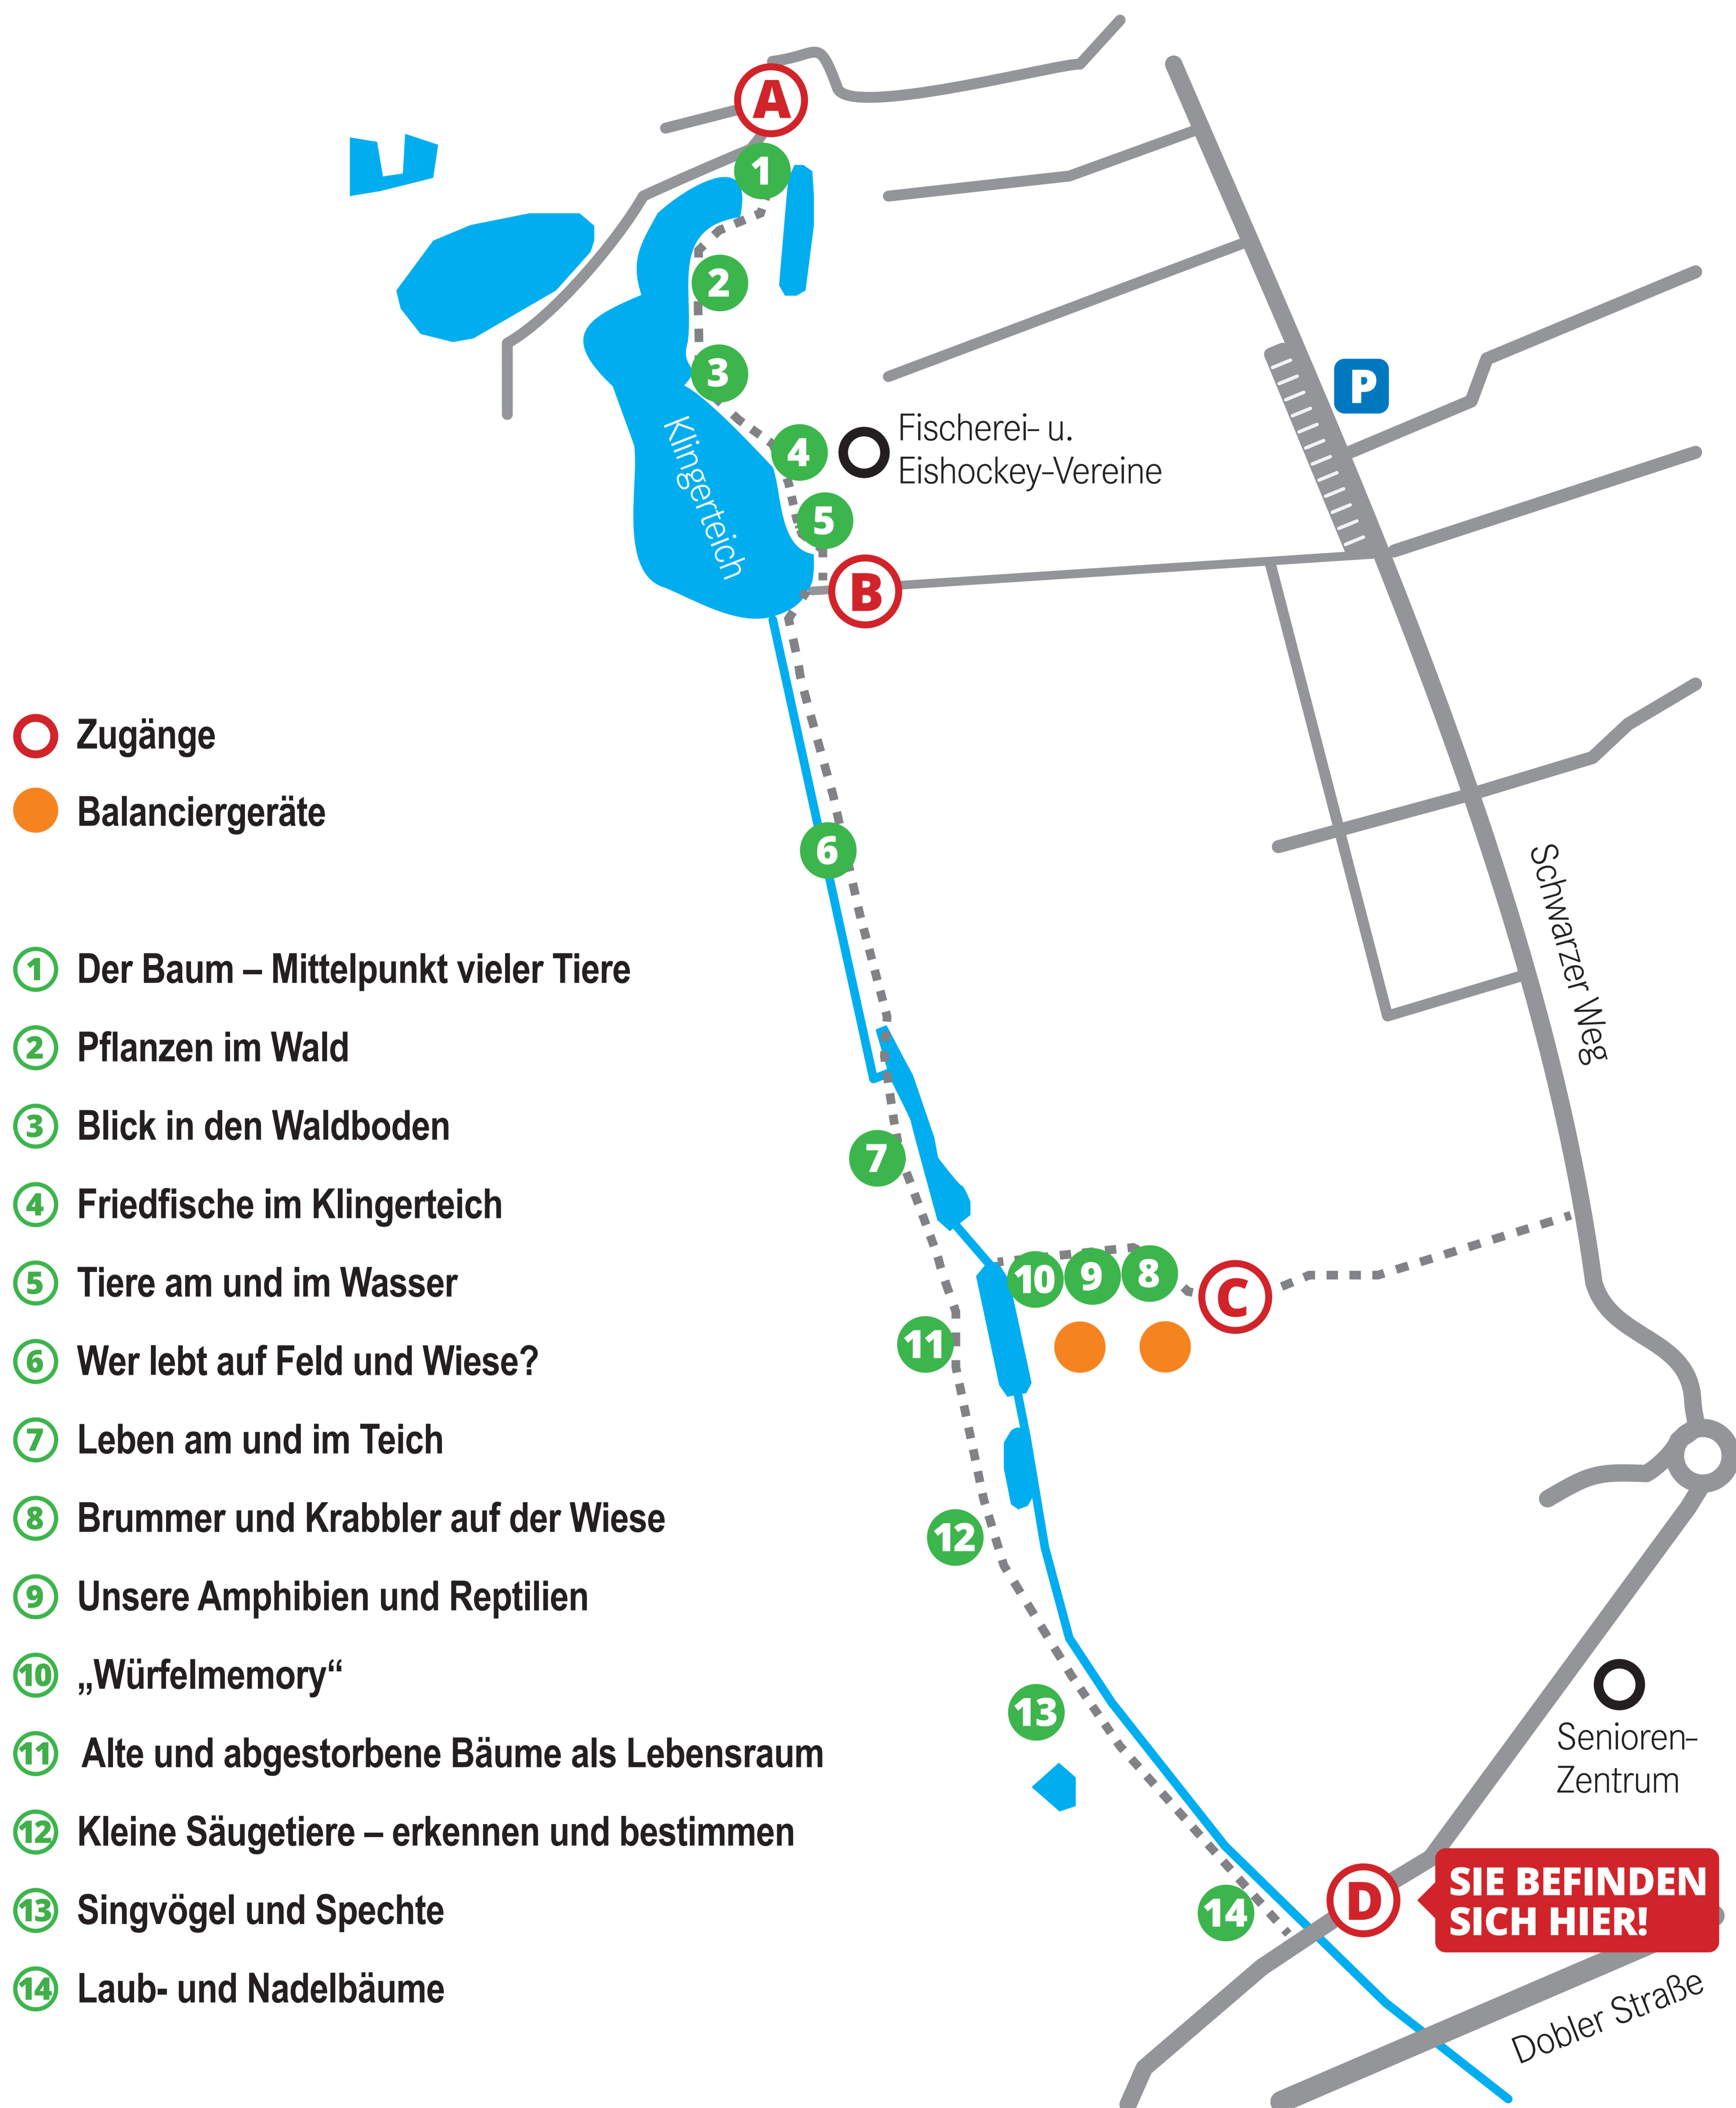 A
1
2
3
P
Fischerei- u.
4
Eishockey-Vereine
Klingerteich
5
B
Zugänge
Balanciergeräte
6
Schwarzer Weg
1 Der Baum – Mittelpunkt vieler Tiere
2 Pflanzen im Wald
3 Blick in den Waldboden
7
4 Friedfische im Klingerteich
5 Tiere am und im Wasser
10 9 8
C
11
6 Wer lebt auf Feld und Wiese?
7 Leben am und im Teich
8 Brummer und Krabbler auf der Wiese
12
9 Unsere Amphibien und Reptilien
10 „Würfelmemory“
13
Senioren-
Zentrum
11 Alte und abgestorbene Bäume als Lebensraum
12 Kleine Säugetiere – erkennen und bestimmen
13 Singvögel und Spechte
14
D
SIE BEFINDEN
SICH HIER!
14 Laub- und Nadelbäume
Dobler Straße